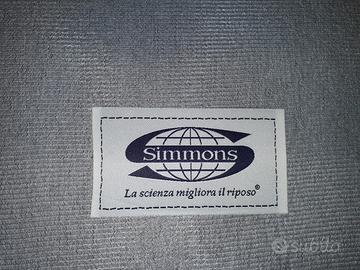 Simmons
La scienza migliora il riposo®
subito